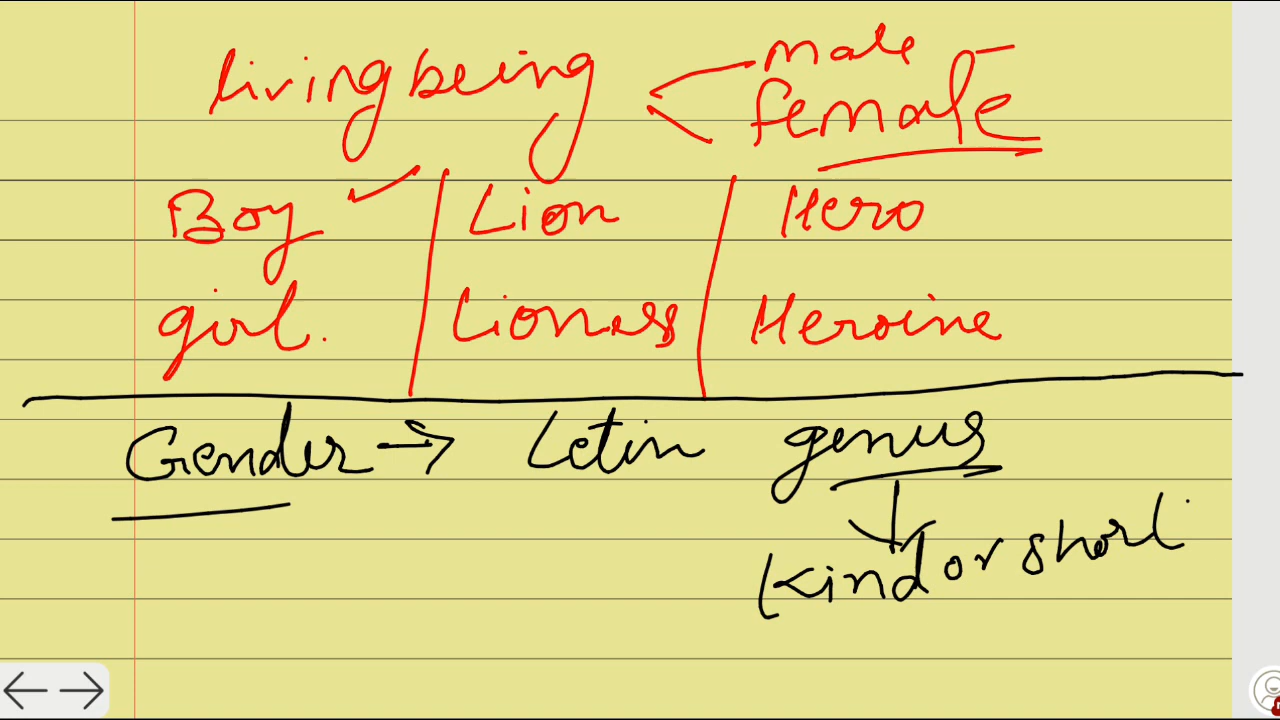 living being male
female
Boy Lion Hero
girl. Lioness Heroine
Gender → Letin genus
Kind or short